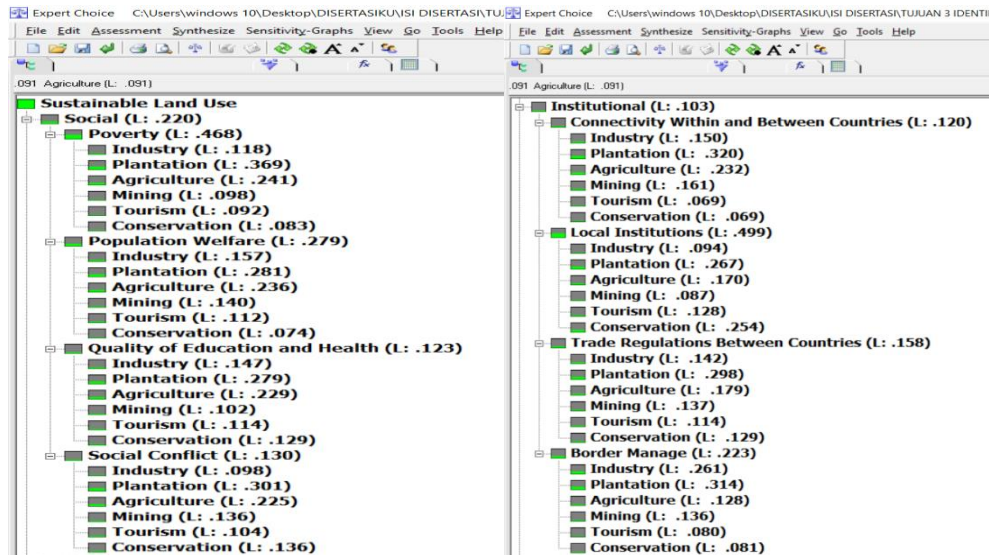 Expert Choice C:\Users\windows 10\Desktop\DISERTASIKU\ISI DISERTASI\TUJ
File Edit Assessment Synthesize Sensitivity-Graphs View Go Tools Help
.091 Agriculture (L: .091)
Sustainable Land Use
Social (L: .220)
Poverty (L: .468)
Industry (L: .118)
Plantation (L: .369)
Agriculture (L: .241)
Mining (L: .098)
Tourism (L: .092)
Conservation (L: .083)
Population Welfare (L: .279)
Industry (L: .157)
Plantation (L: .281)
Agriculture (L: .236)
Mining (L: .140)
Tourism (L: .112)
Conservation (L: .074)
Quality of Education and Health (L: .123)
Industry (L: .147)
Plantation (L: .279)
Agriculture (L: .229)
Mining (L: .102)
Tourism (L: .114)
Conservation (L: .129)
Social Conflict (L: .130)
Industry (L: .098)
Plantation (L: .301)
Agriculture (L: .225)
Mining (L: .136)
Tourism (L: .104)
Conservation (L: .136)
Expert Choice C:\Users\windows 10\Desktop\DISERTASIKU\ISI DISERTASI\TUJUAN 3 IDENTI
File Edit Assessment Synthesize Sensitivity-Graphs View Go Tools Help
.091 Agriculture (L: .091)
Institutional (L: .103)
Connectivity Within and Between Countries (L: .120)
Industry (L: .150)
Plantation (L: .320)
Agriculture (L: .232)
Mining (L: .161)
Tourism (L: .069)
Conservation (L: .069)
Local Institutions (L: .499)
Industry (L: .094)
Plantation (L: .267)
Agriculture (L: .170)
Mining (L: .087)
Tourism (L: .128)
Conservation (L: .254)
Trade Regulations Between Countries (L: .158)
Industry (L: .142)
Plantation (L: .298)
Agriculture (L: .179)
Mining (L: .137)
Tourism (L: .114)
Conservation (L: .129)
Border Manage (L: .223)
Industry (L: .261)
Plantation (L: .314)
Agriculture (L: .128)
Mining (L: .136)
Tourism (L: .080)
Conservation (L: .081)